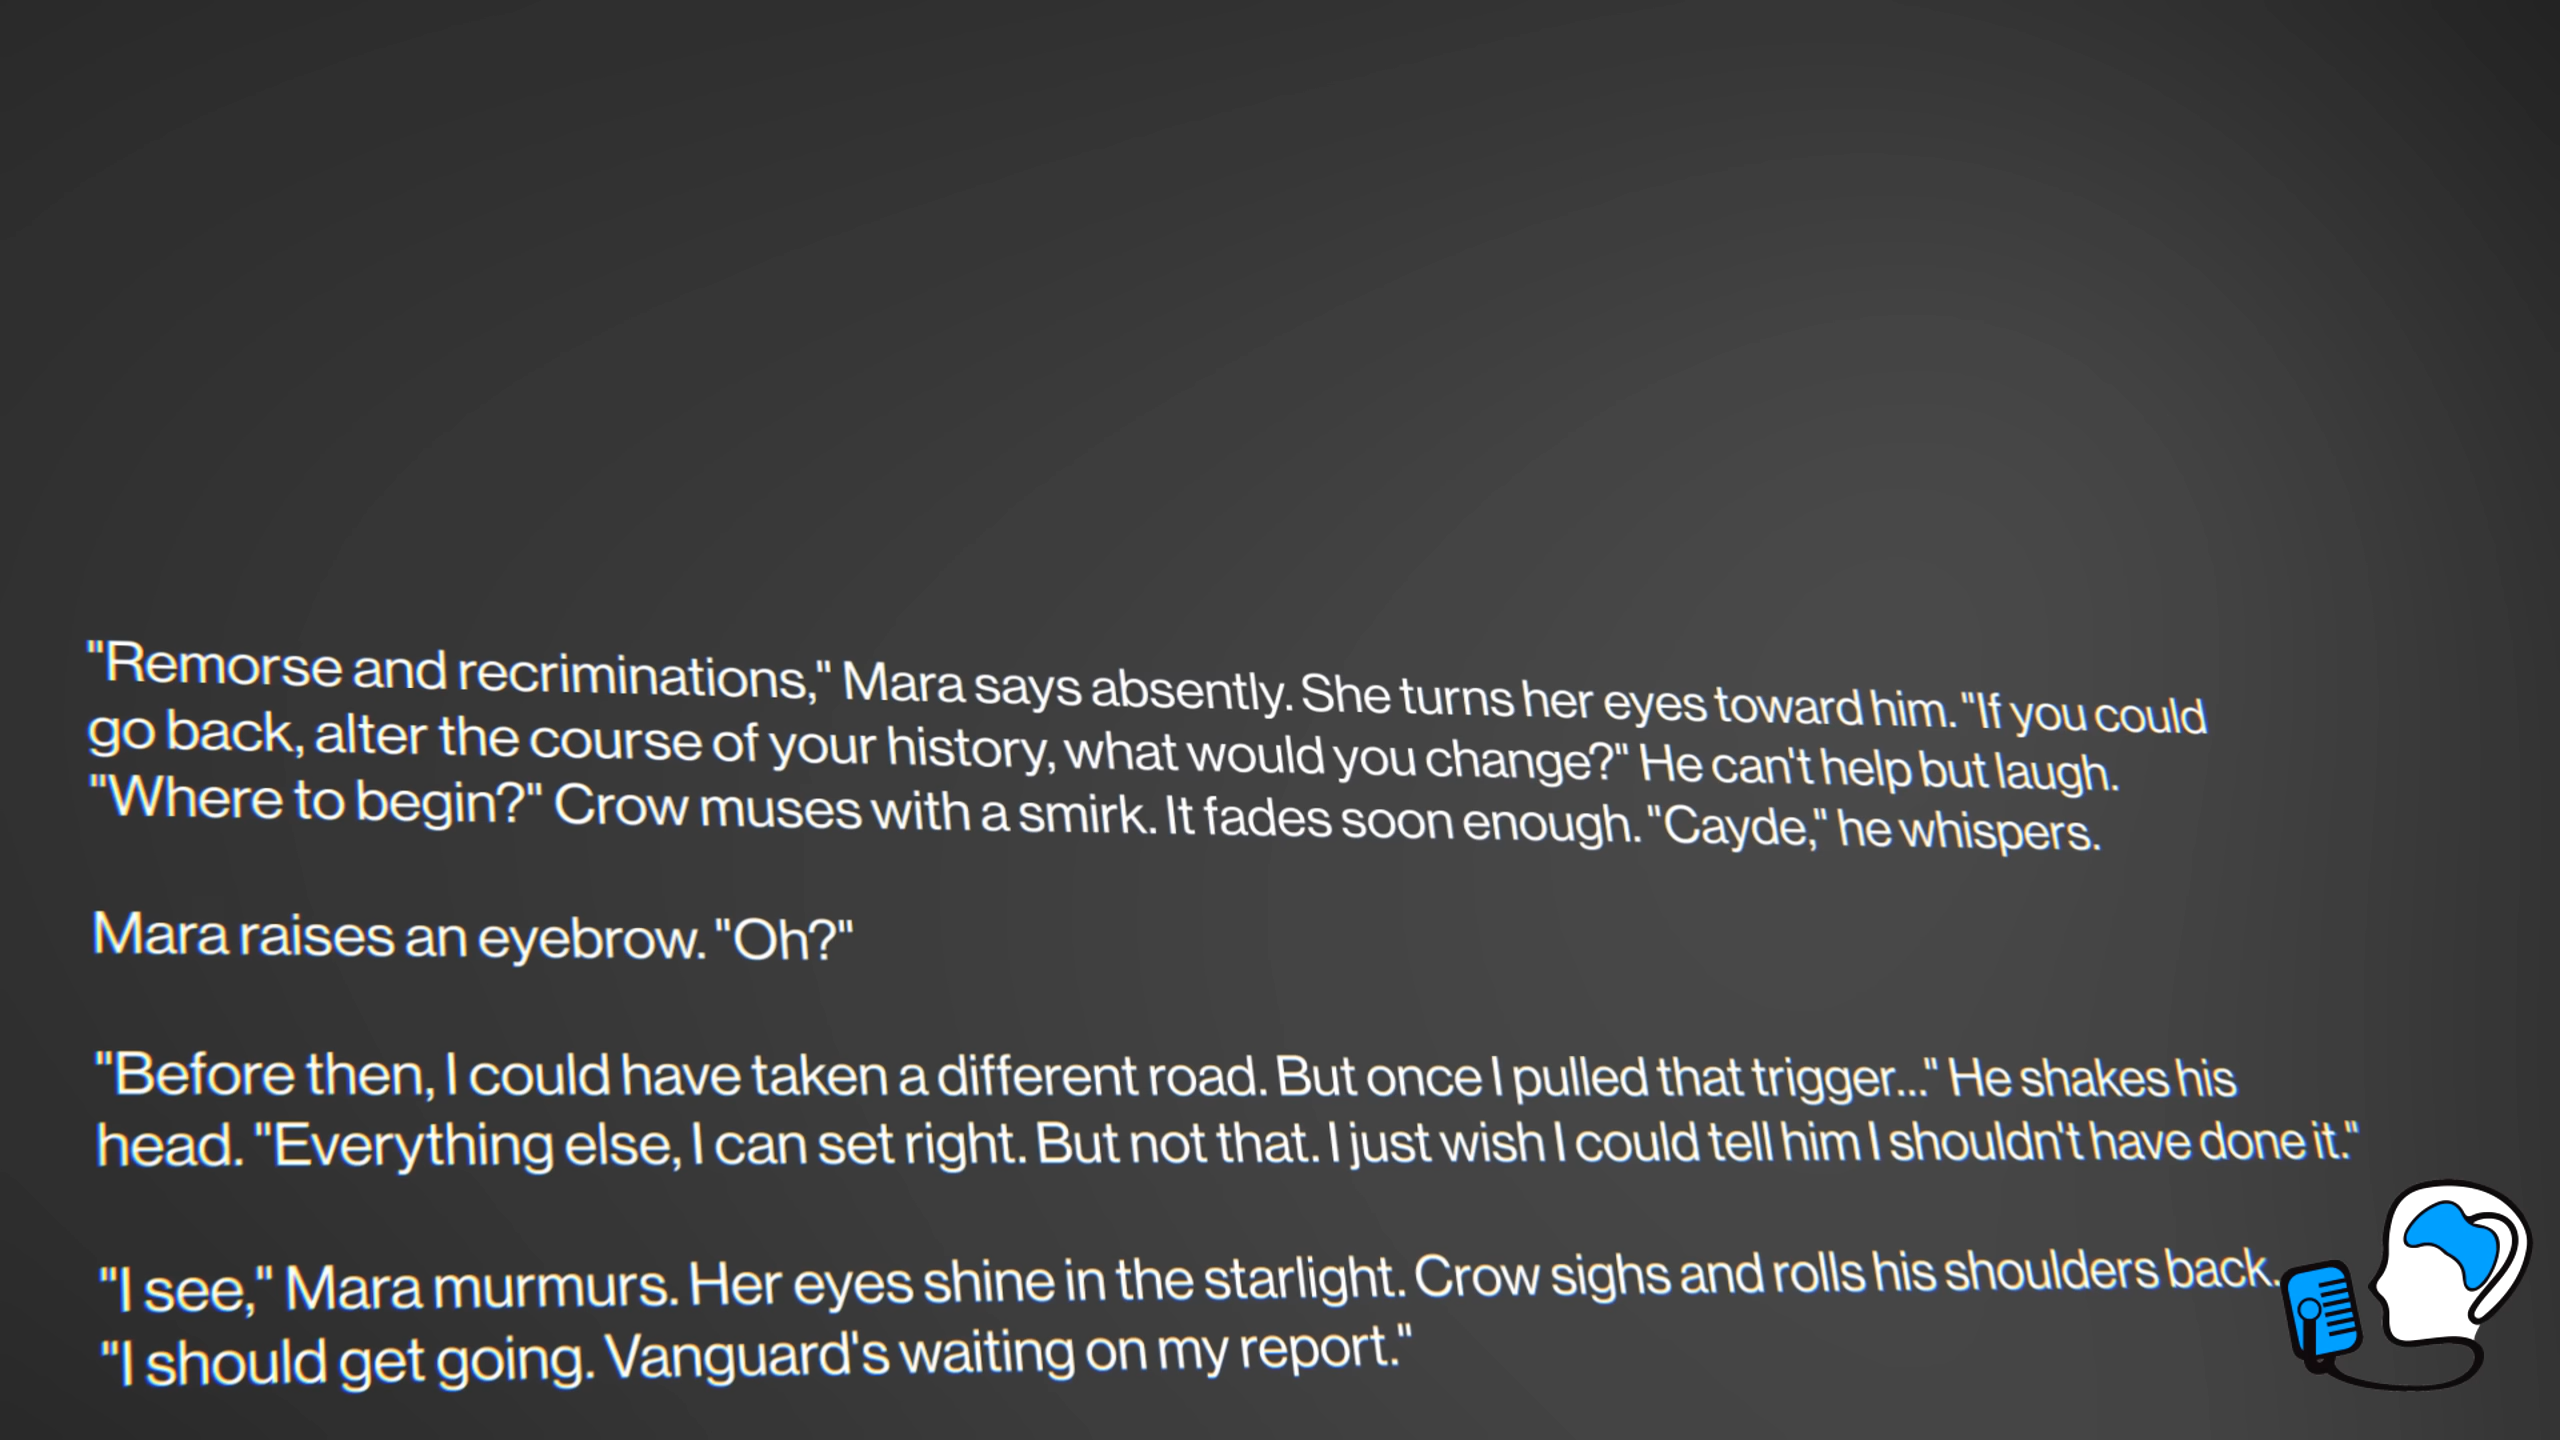 "Remorse and recriminations," Mara says absently. She turns her eyes toward him. "If you could
go back, alter the course of your history, what would you change?" He can't help but laugh.
"Where to begin?" Crow muses with a smirk. It fades soon enough. "Cayde," he whispers.
Mara raises an eyebrow. "Oh?"
"Before then, I could have taken a different road. But once I pulled that trigger..." He shakes his
head. "Everything else, I can set right. But not that. I just wish I could tell him I shouldn't have done it."
"I see," Mara murmurs. Her eyes shine in the starlight. Crow sighs and rolls his shoulders back.
"I should get going. Vanguard's waiting on my report."